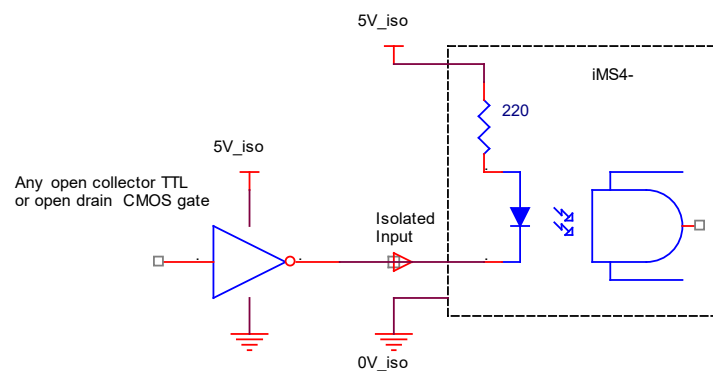 5V_iso
iMS4-
220
5V_iso
Any open collector TTL
or open drain CMOS gate
Isolated
Input
0V_iso